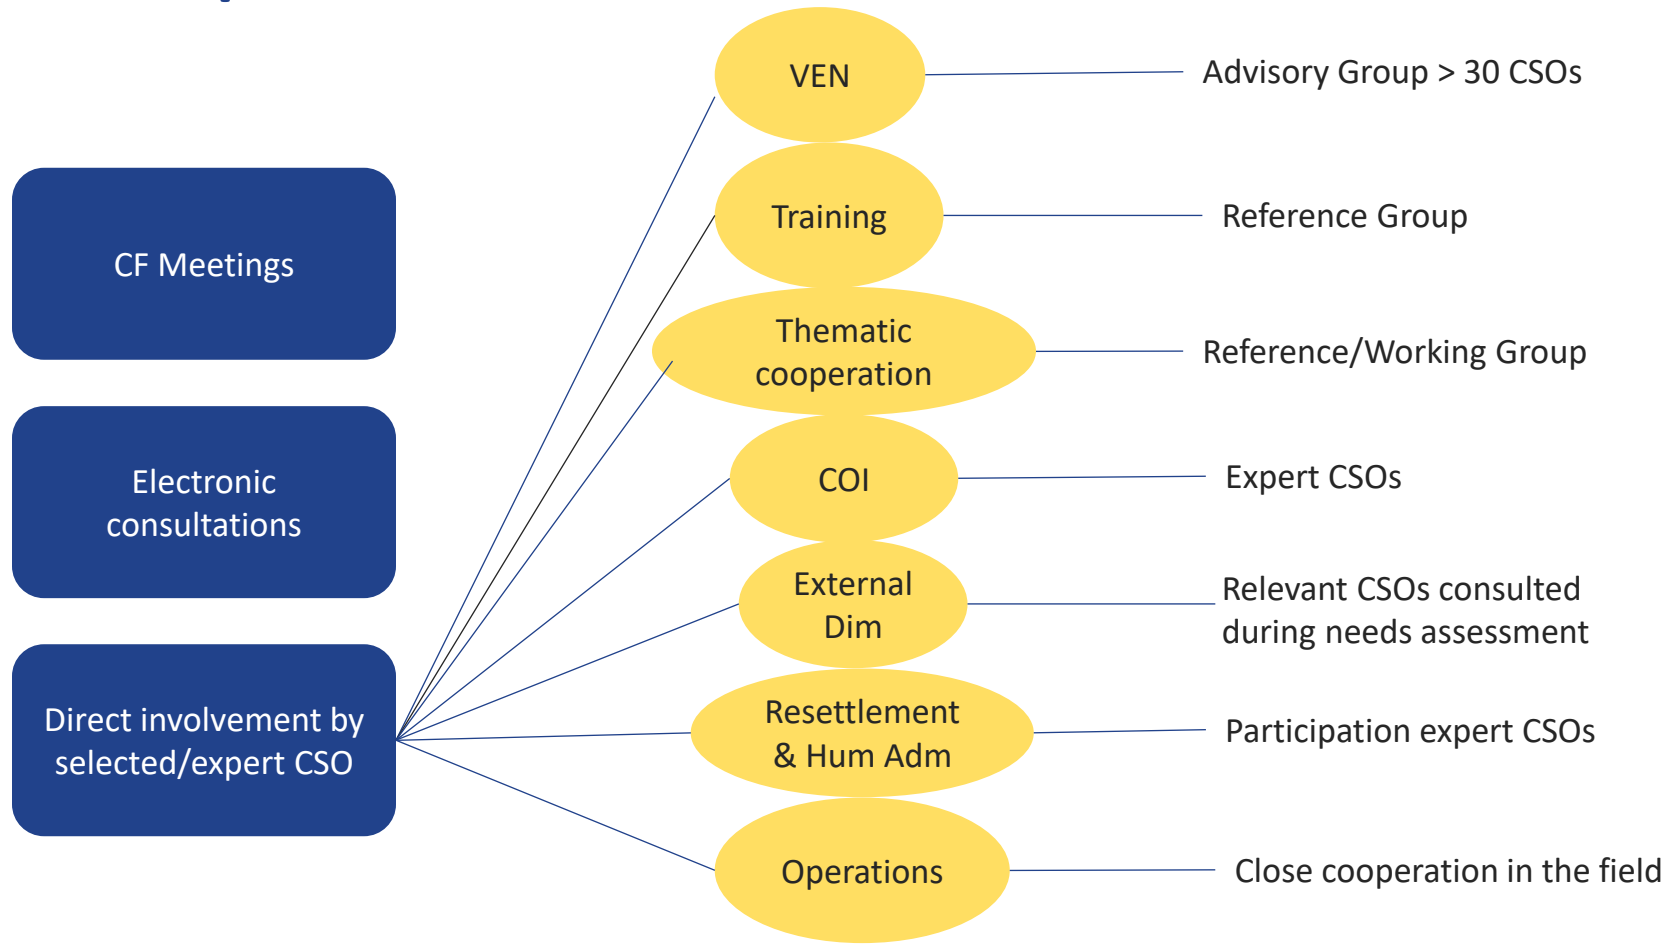 CF Meetings
Electronic
consultations
Direct involvement by
selected/expert CSO
VEN
Training
Thematic
cooperation
COI
External
Dim
Resettlement
& Hum Adm
Operations
Advisory Group > 30 CSOs
Reference Group
Reference/Working Group
Expert CSOs
Relevant CSOs consulted
during needs assessment
Participation expert CSOs
Close cooperation in the field